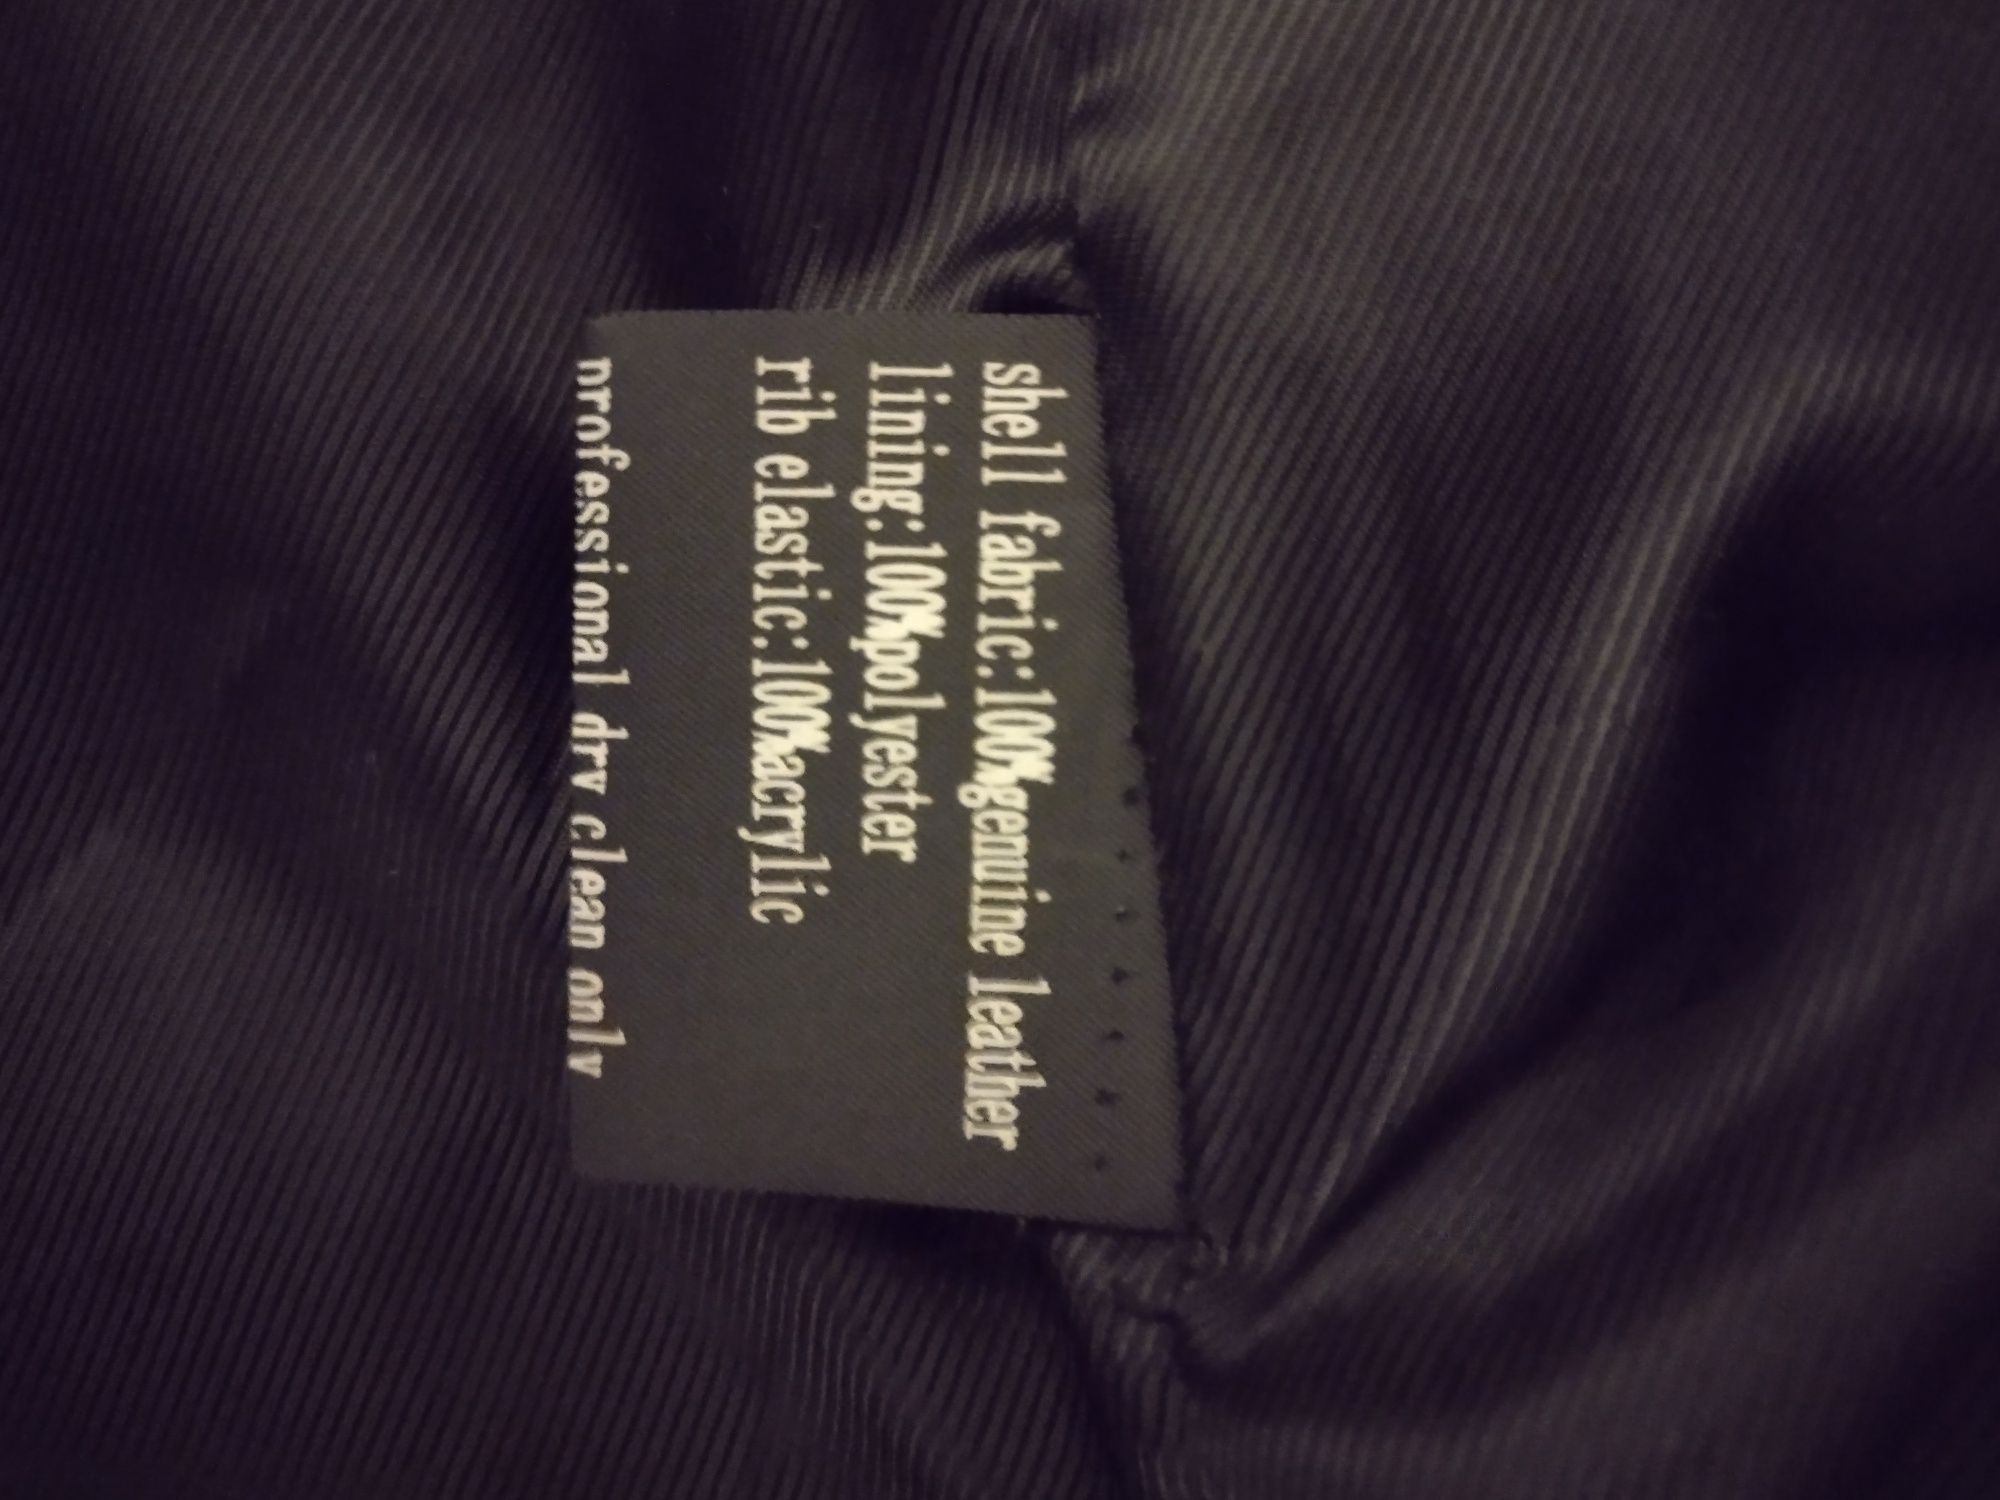 shell fabric:100%genuine leather
lining:100%polyester
rib elastic:100%acrylic
professional dry clean only